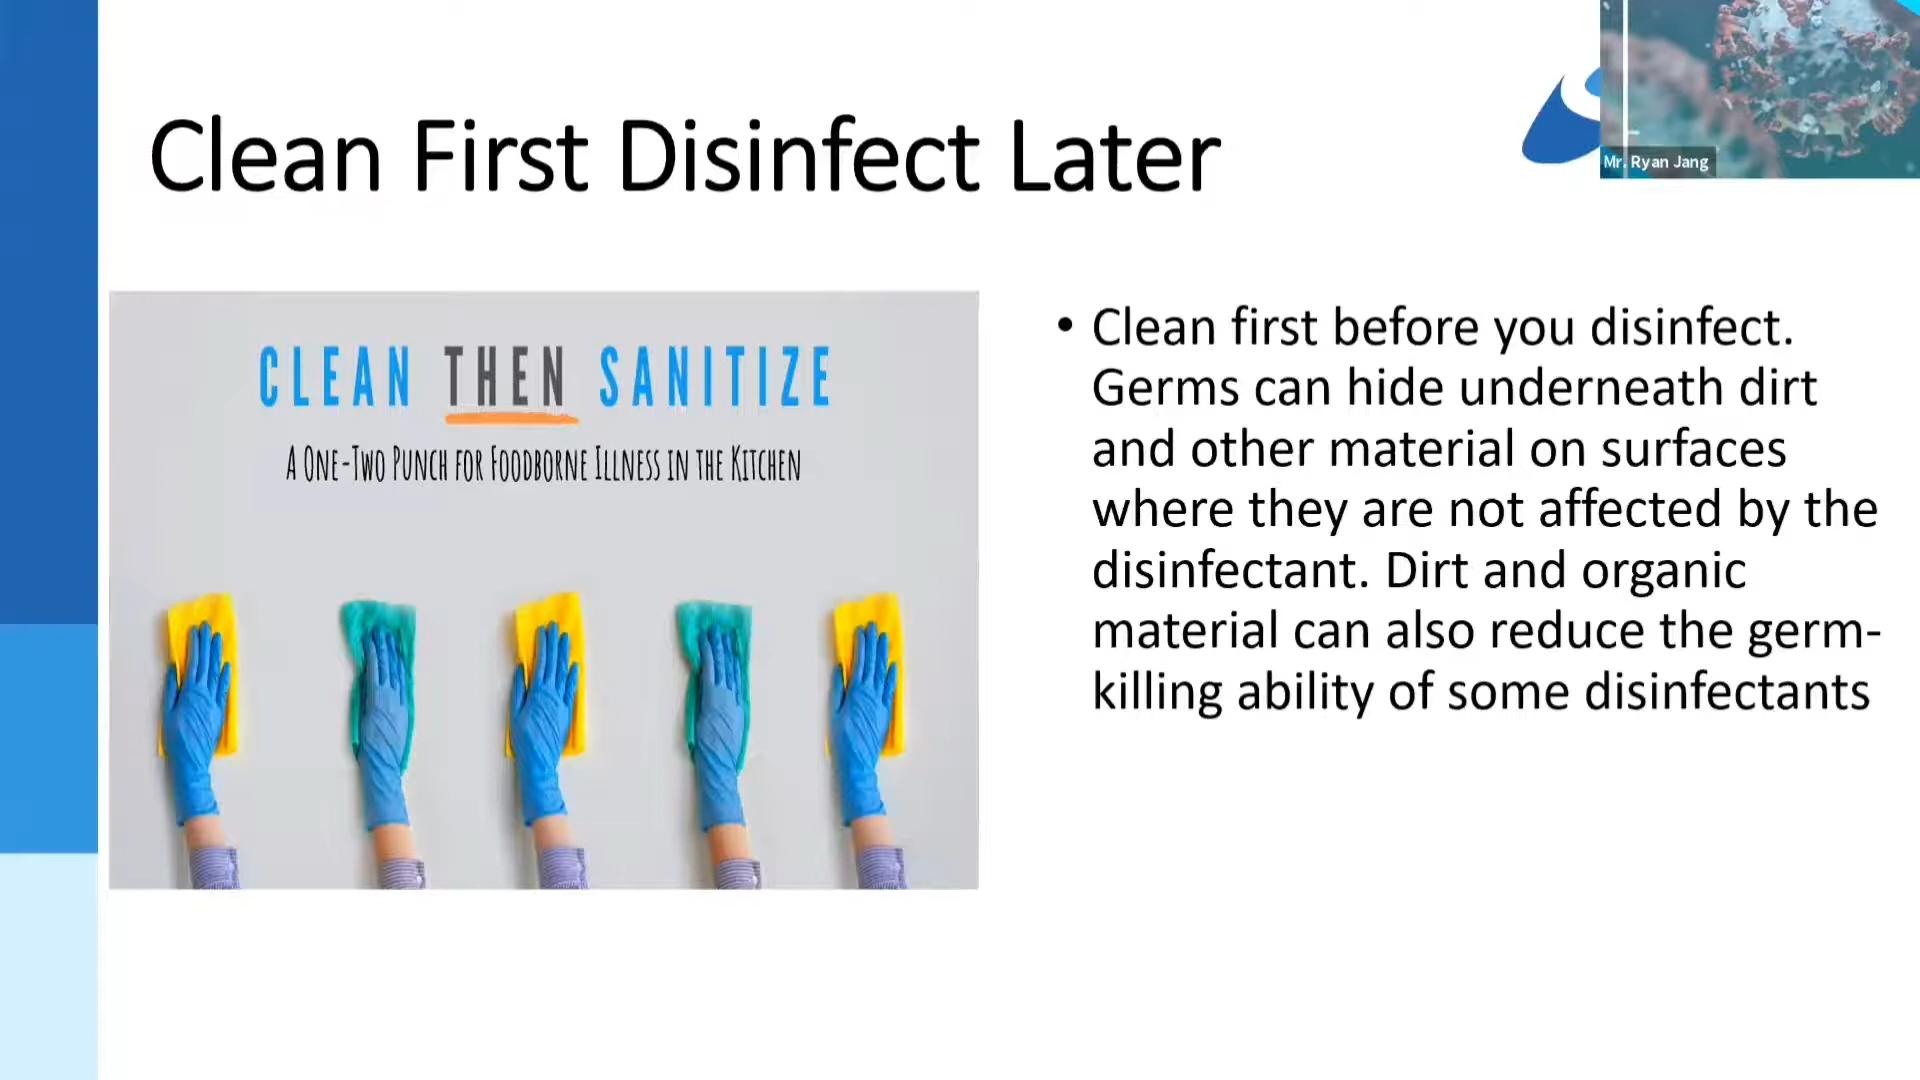 Clean First Disinfect Later
Mr. Ryan Jang
CLEAN THEN SANITIZE
A ONE-TWO PUNCH FOR FOODBORNE ILLNESS IN THE KITCHEN
• Clean first before you disinfect.
Germs can hide underneath dirt
and other material on surfaces
where they are not affected by the
disinfectant. Dirt and organic
material can also reduce the germ-
killing ability of some disinfectants